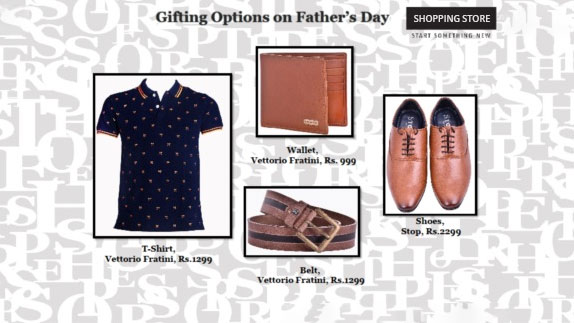 Gifting Options on Father's Day
SHOPPING STORE
START SOMETHING NEW
Wallet,
Vettorio Fratini, Rs. 999
T-Shirt,
Vettorio Fratini, Rs.1299
Belt,
Vettorio Fratini, Rs.1299
Shoes,
Stop, Rs.2299